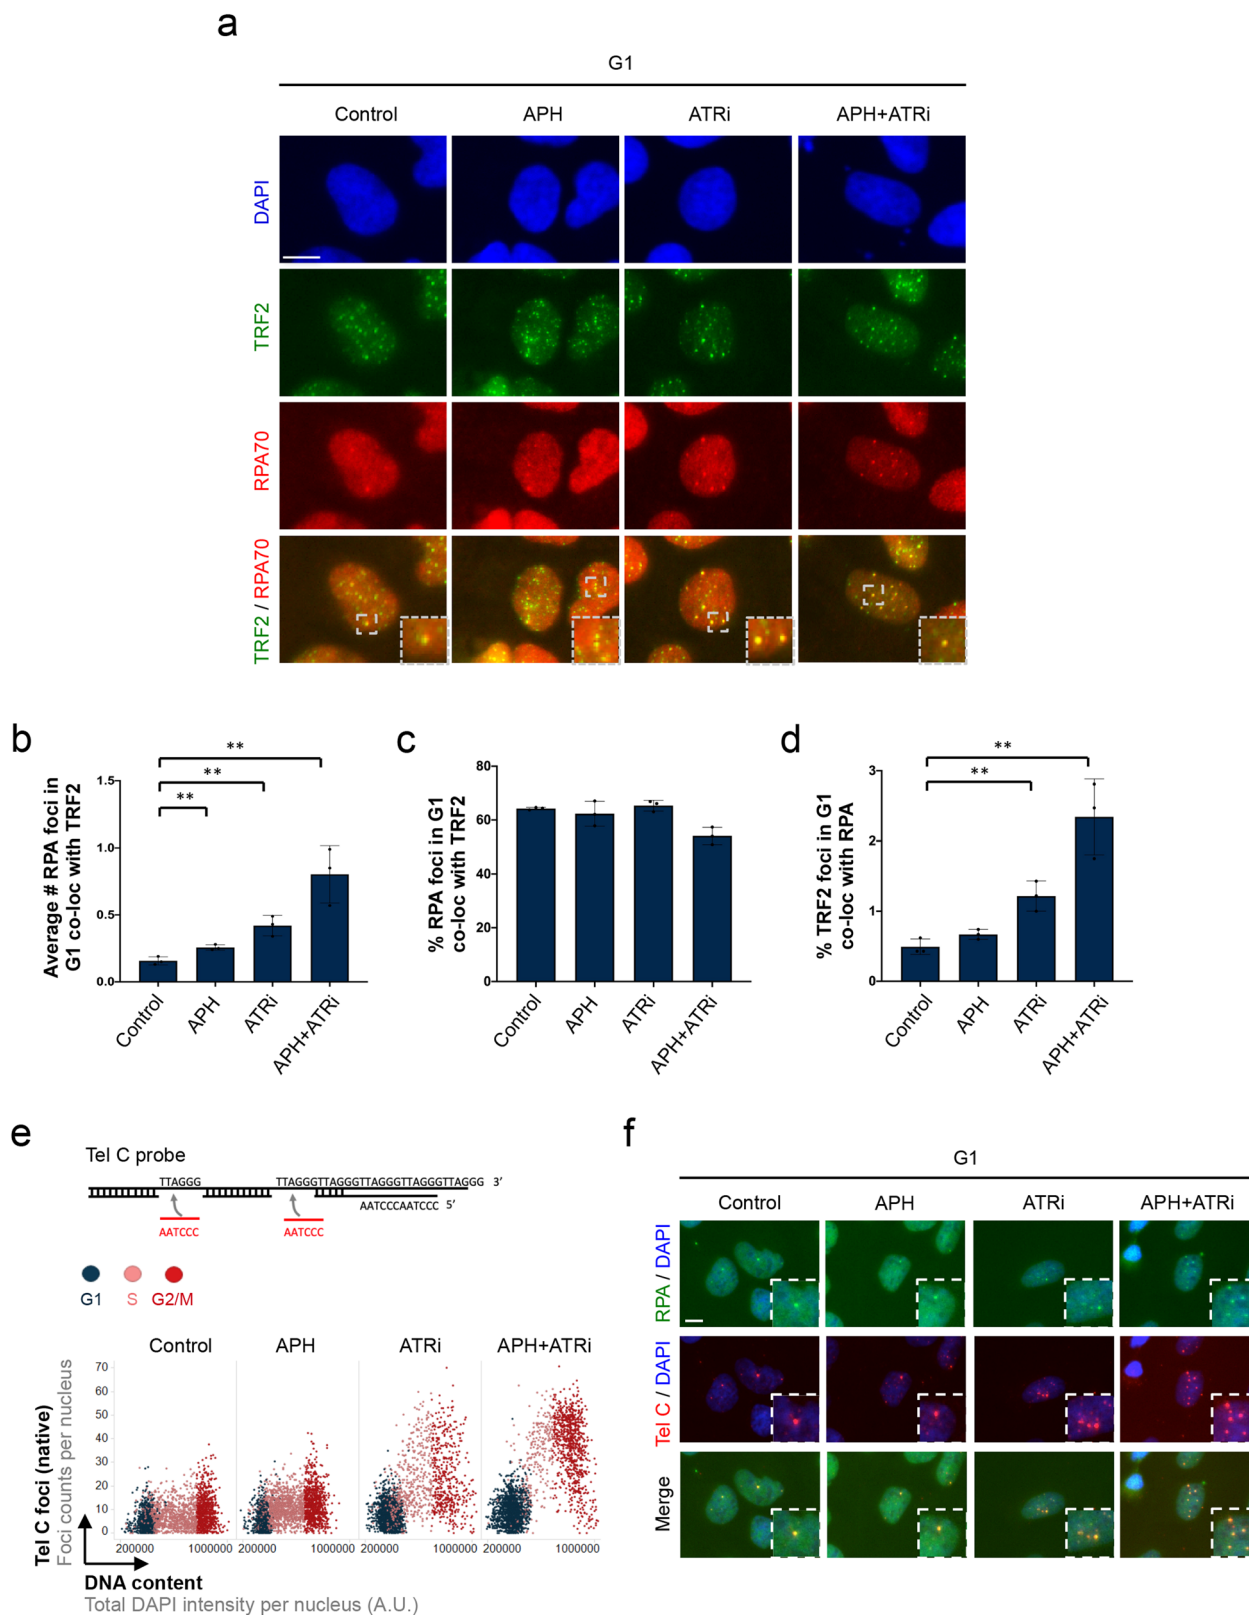 a
G1
Control APH ATRi APH+ATRi
DAPI
TRF2
RPA70
TRF2 / RPA70
b
Average # RPA foci in
G1 co-loc with TRF2
1.5
1.0
0.5
0.0
** 
**
**
Control APH ATRi APH+ATRi
c
% RPA foci in G1
co-loc with TRF2
80
60
40
20
0
Control APH ATRi APH+ATRi
d
% TRF2 foci in G1
co-loc with RPA
3
2
1
0
**
**
Control APH ATRi APH+ATRi
e
Tel C probe
TTAGGG TTAGGGTTAGGGTTAGGGTTAGGGTTAGGG 3’
AATCCCAATCCC 5’
AATCCC AATCCC
G1 S G2/M
Control APH ATRi APH+ATRi
Tel C foci (native)
Foci counts per nucleus
70
60
50
40
30
20
10
0
200000 1000000 200000 1000000 200000 1000000 200000 1000000
DNA content
Total DAPI intensity per nucleus (A.U.)
f
G1
Control APH ATRi APH+ATRi
RPA / DAPI
Tel C / DAPI
Merge